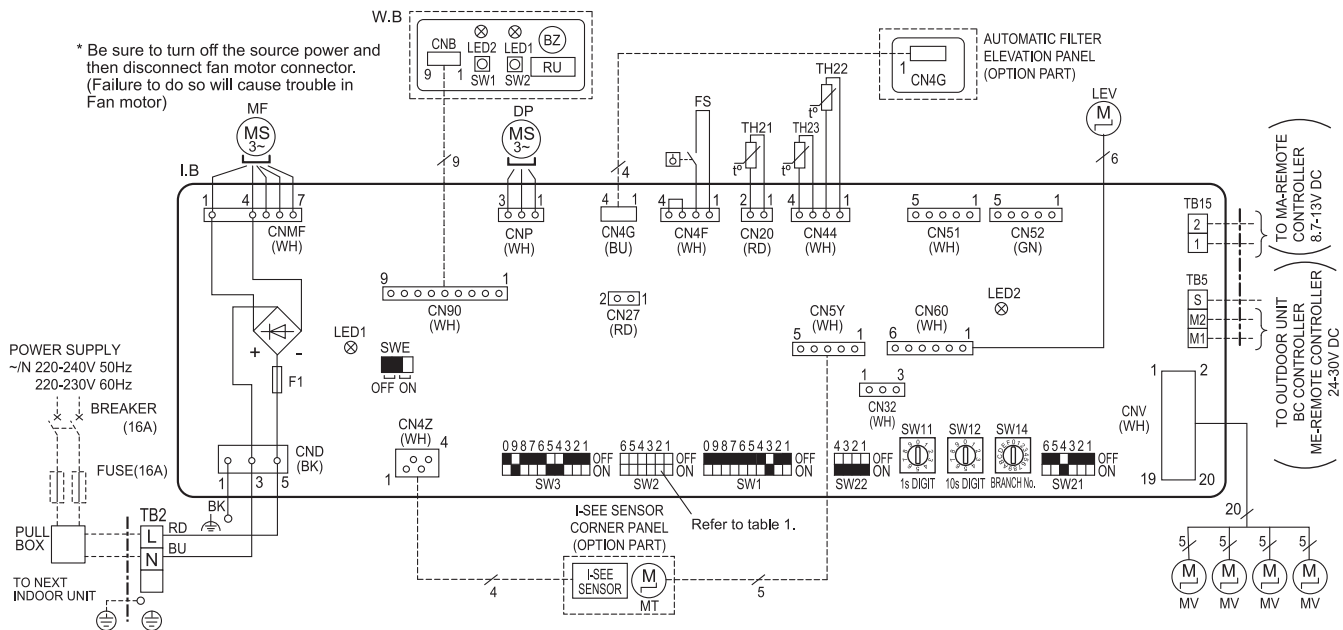 W.B
CNB
LED2 LED1
BZ
9 1
SW1 SW2
RU
* Be sure to turn off the source power and
then disconnect fan motor connector.
(Failure to do so will cause trouble in
Fan motor)
1
CN4G
AUTOMATIC FILTER
ELEVATION PANEL
(OPTION PART)
MF
MS
3~
DP
MS
3~
9
4
FS
TH21
t°
TH23
t°
TH22
t°
LEV
M
6
I.B
1 4 7
CNMF
(WH)
3 1
CNP
(WH)
4 1
CN4G
(BU)
4 1
CN4F
(WH)
2 1
CN20
(RD)
4 1
CN44
(WH)
5 1
CN51
(WH)
5 1
CN52
(GN)
TB15
2
1
TO MA-REMOTE
CONTROLLER
8.7-13V DC
TB5
S
M2
M1
TO OUTDOOR UNIT
BC CONTROLLER
ME-REMOTE CONTROLLER
24-30V DC
9 1
CN90
(WH)
2 1
CN27
(RD)
LED2
LED1
SWE
OFF ON
CN5Y
(WH)
5 1
CN60
(WH)
6 1
1 3
CN32
(WH)
+ -
F1
POWER SUPPLY
~/N 220-240V 50Hz
220-230V 60Hz
BREAKER
(16A)
FUSE(16A)
CND
(BK)
1 3 5
CN4Z
(WH)
4
1
0987654321
OFF
ON
SW3
654321
OFF
ON
SW2
0987654321
OFF
ON
SW1
4321
OFF
ON
SW22
SW11
1s DIGIT
SW12
10s DIGIT
SW14
BRANCH No.
654321
OFF
ON
SW21
1 2
CNV
(WH)
19 20
BK
PULL
BOX
TB2
L
N
RD
BU
TO NEXT
INDOOR UNIT
Refer to table 1.
I-SEE SENSOR
CORNER PANEL
(OPTION PART)
I-SEE
SENSOR
M
MT
4
5
20
5 5 5 5
M M M M
MV MV MV MV